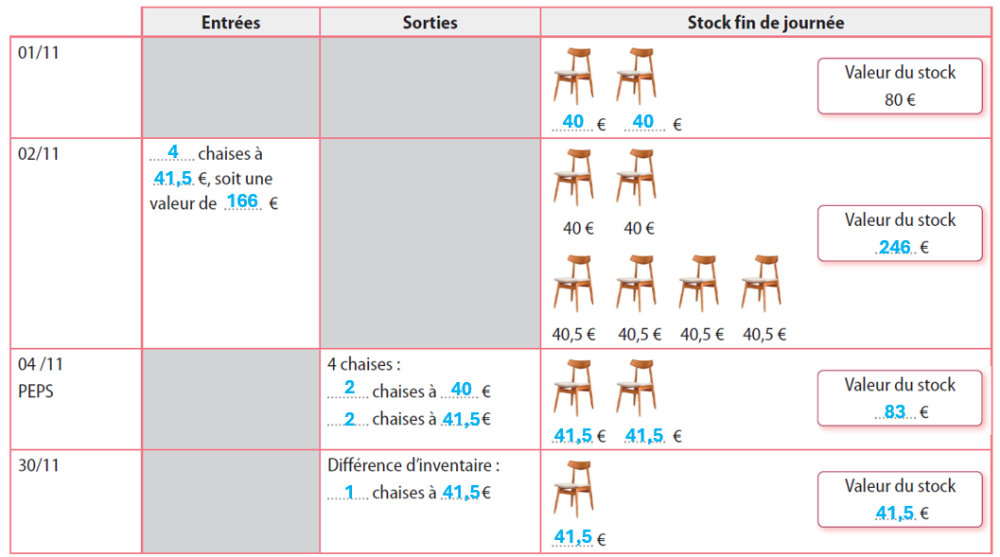 Entrées Sorties Stock fin de journée
01/11
Valeur du stock
80 €
40 € 40 €
02/11
4 chaises à
41,5 €, soit une
valeur de 166 €
40 € 40 €
Valeur du stock
246 €
40,5 € 40,5 € 40,5 € 40,5 €
04 /11
PEPS
4 chaises :
2 chaises à 40 €
2 chaises à 41,5 €
41,5 € 41,5 €
Valeur du stock
83 €
30/11
Différence d’inventaire :
1 chaises à 41,5 €
41,5 €
Valeur du stock
41,5 €